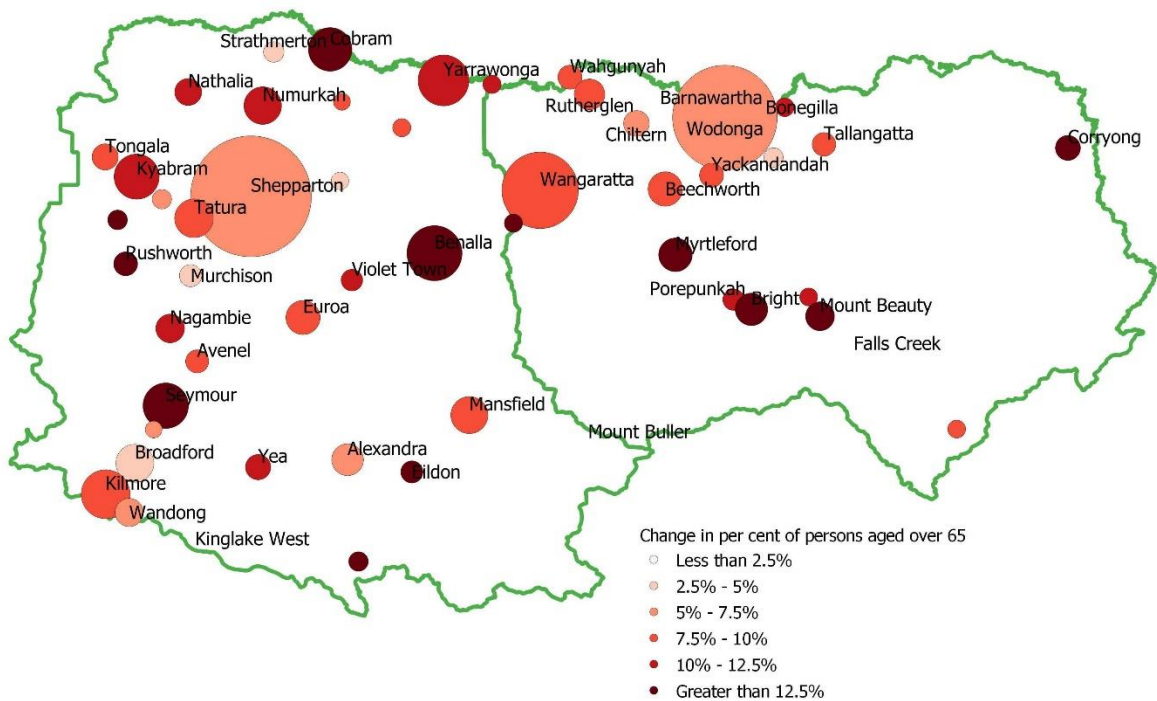 Strathmerton
Cobram
Nathalia
Numurkah
Yarrawonga
Wahgunyah
Rutherglen
Chiltern
Barnawartha
Bonegilla
Wodonga
Tallangatta
Corryong
Tongala
Kyabram
Shepparton
Tatura
Wangaratta
Yackandandah
Beechworth
Rushworth
Murchison
Benalla
Violet Town
Myrtleford
Porepunkah
Bright
Mount Beauty
Falls Creek
Nagambie
Euroa
Avenel
Seymour
Mansfield
Mount Buller
Broadford
Yea
Alexandra
Eildon
Kilmore
Wandong
Kinglake West
Change in per cent of persons aged over 65
Less than 2.5%
2.5% - 5%
5% - 7.5%
7.5% - 10%
10% - 12.5%
Greater than 12.5%